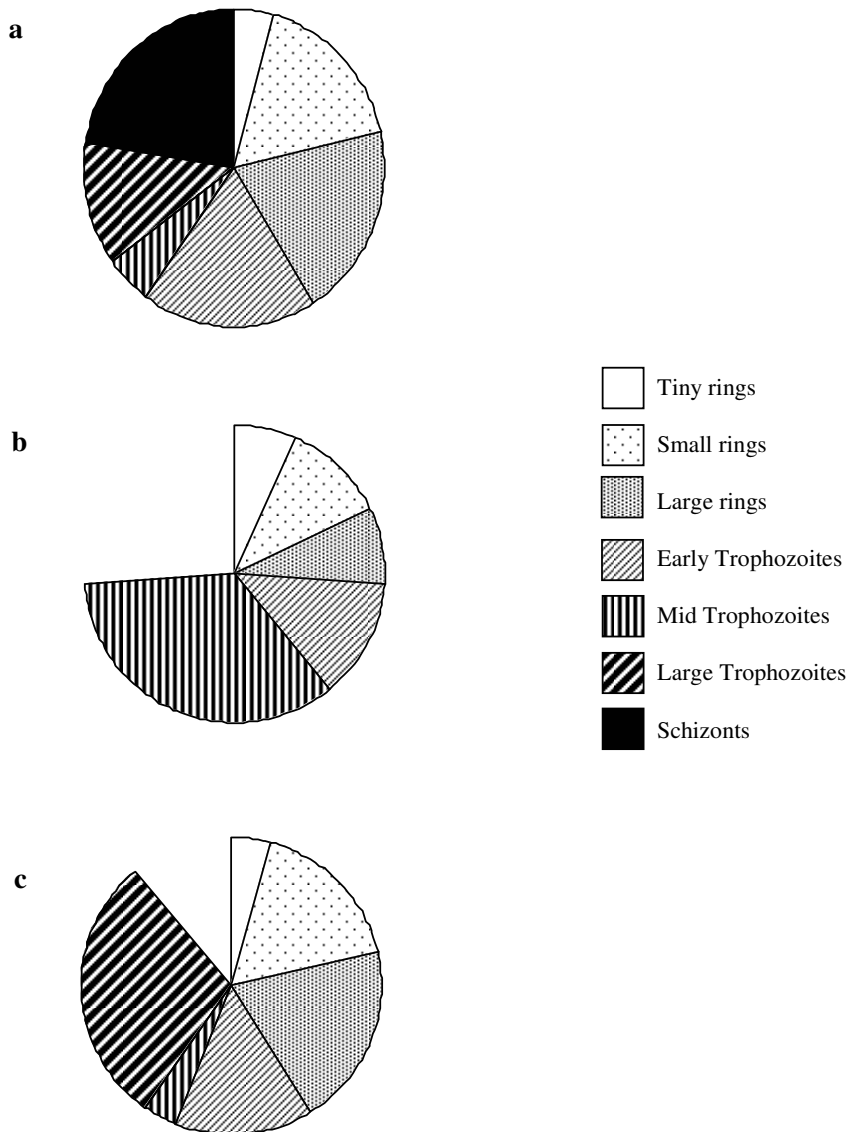 a
b
Tiny rings
Small rings
Large rings
Early Trophozoites
Mid Trophozoites
Large Trophozoites
Schizonts
c